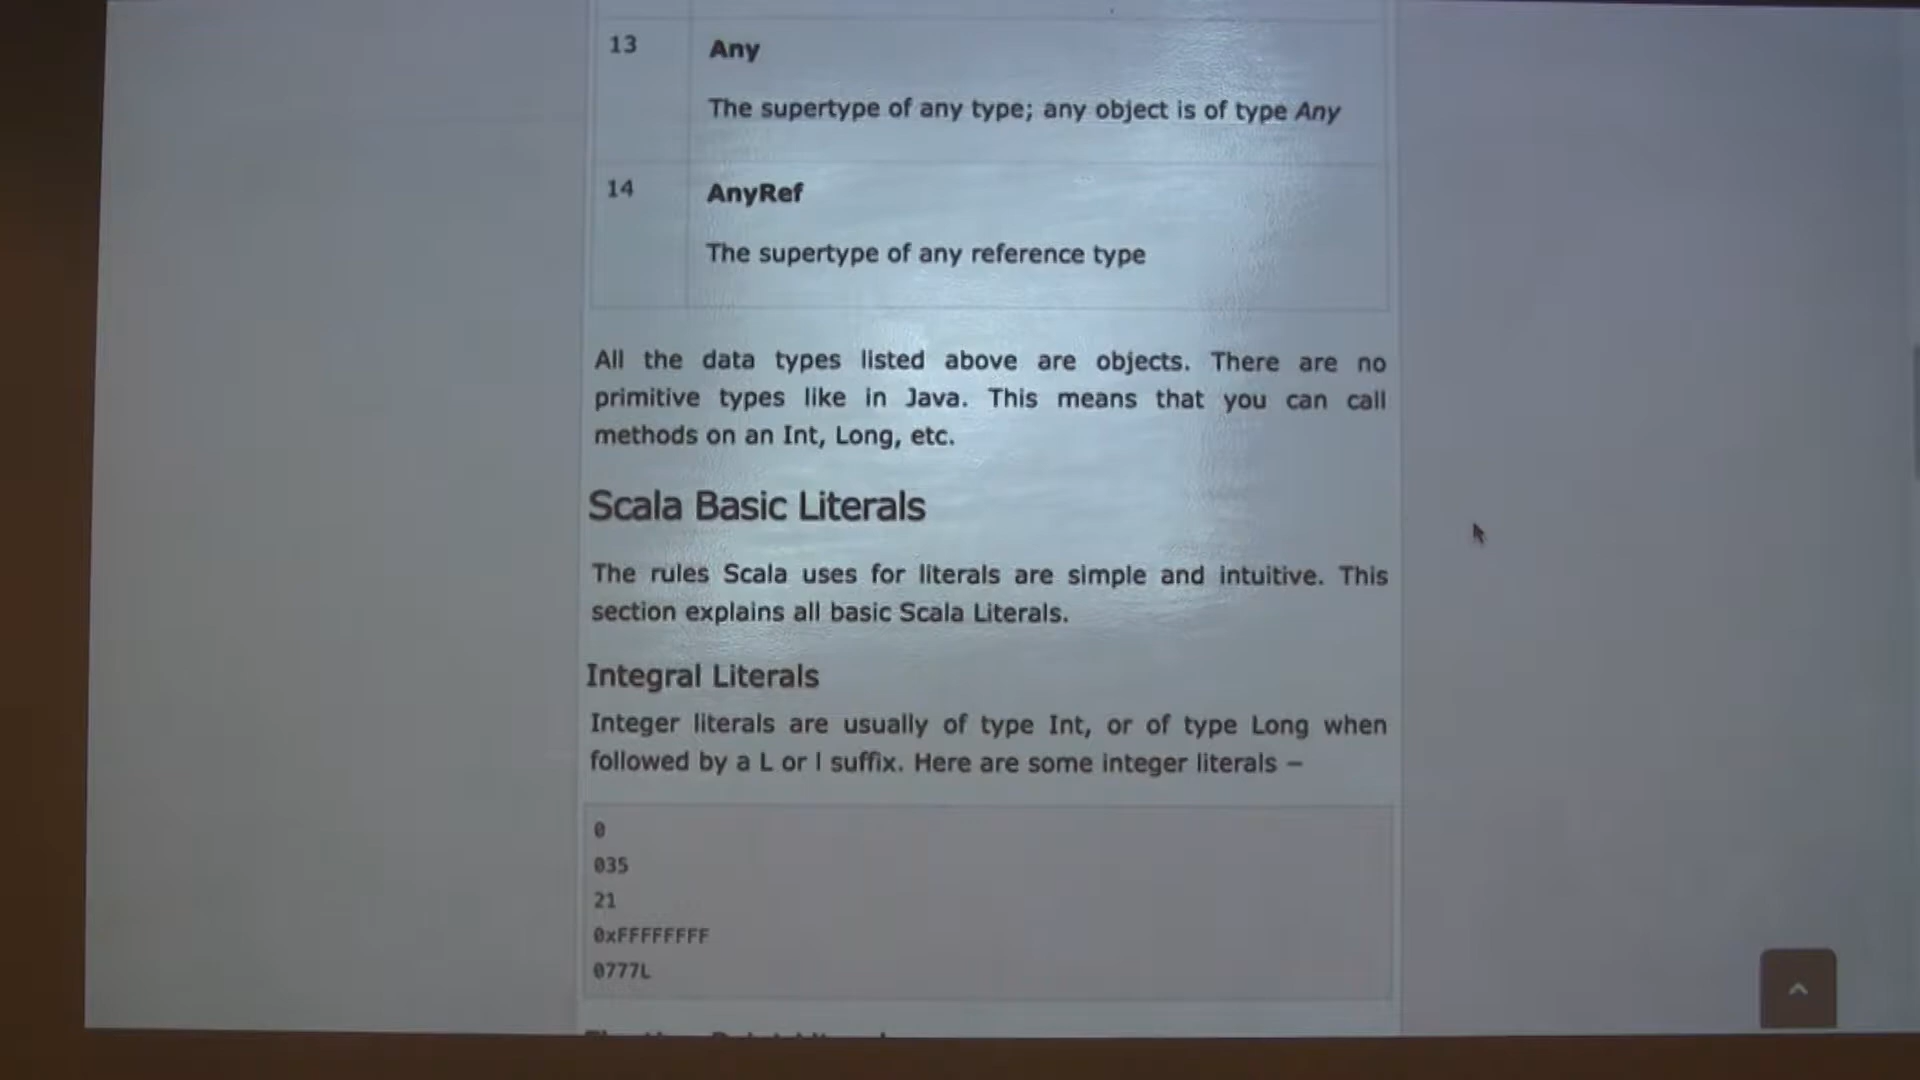 13
Any
The supertype of any type; any object is of type Any
14
AnyRef
The supertype of any reference type
All the data types listed above are objects. There are no
primitive types like in Java. This means that you can call
methods on an Int, Long, etc.
Scala Basic Literals
The rules Scala uses for literals are simple and intuitive. This
section explains all basic Scala Literals.
Integral Literals
Integer literals are usually of type Int, or of type Long when
followed by a L or l suffix. Here are some integer literals −
0
035
21
0xFFFFFFFF
0777L